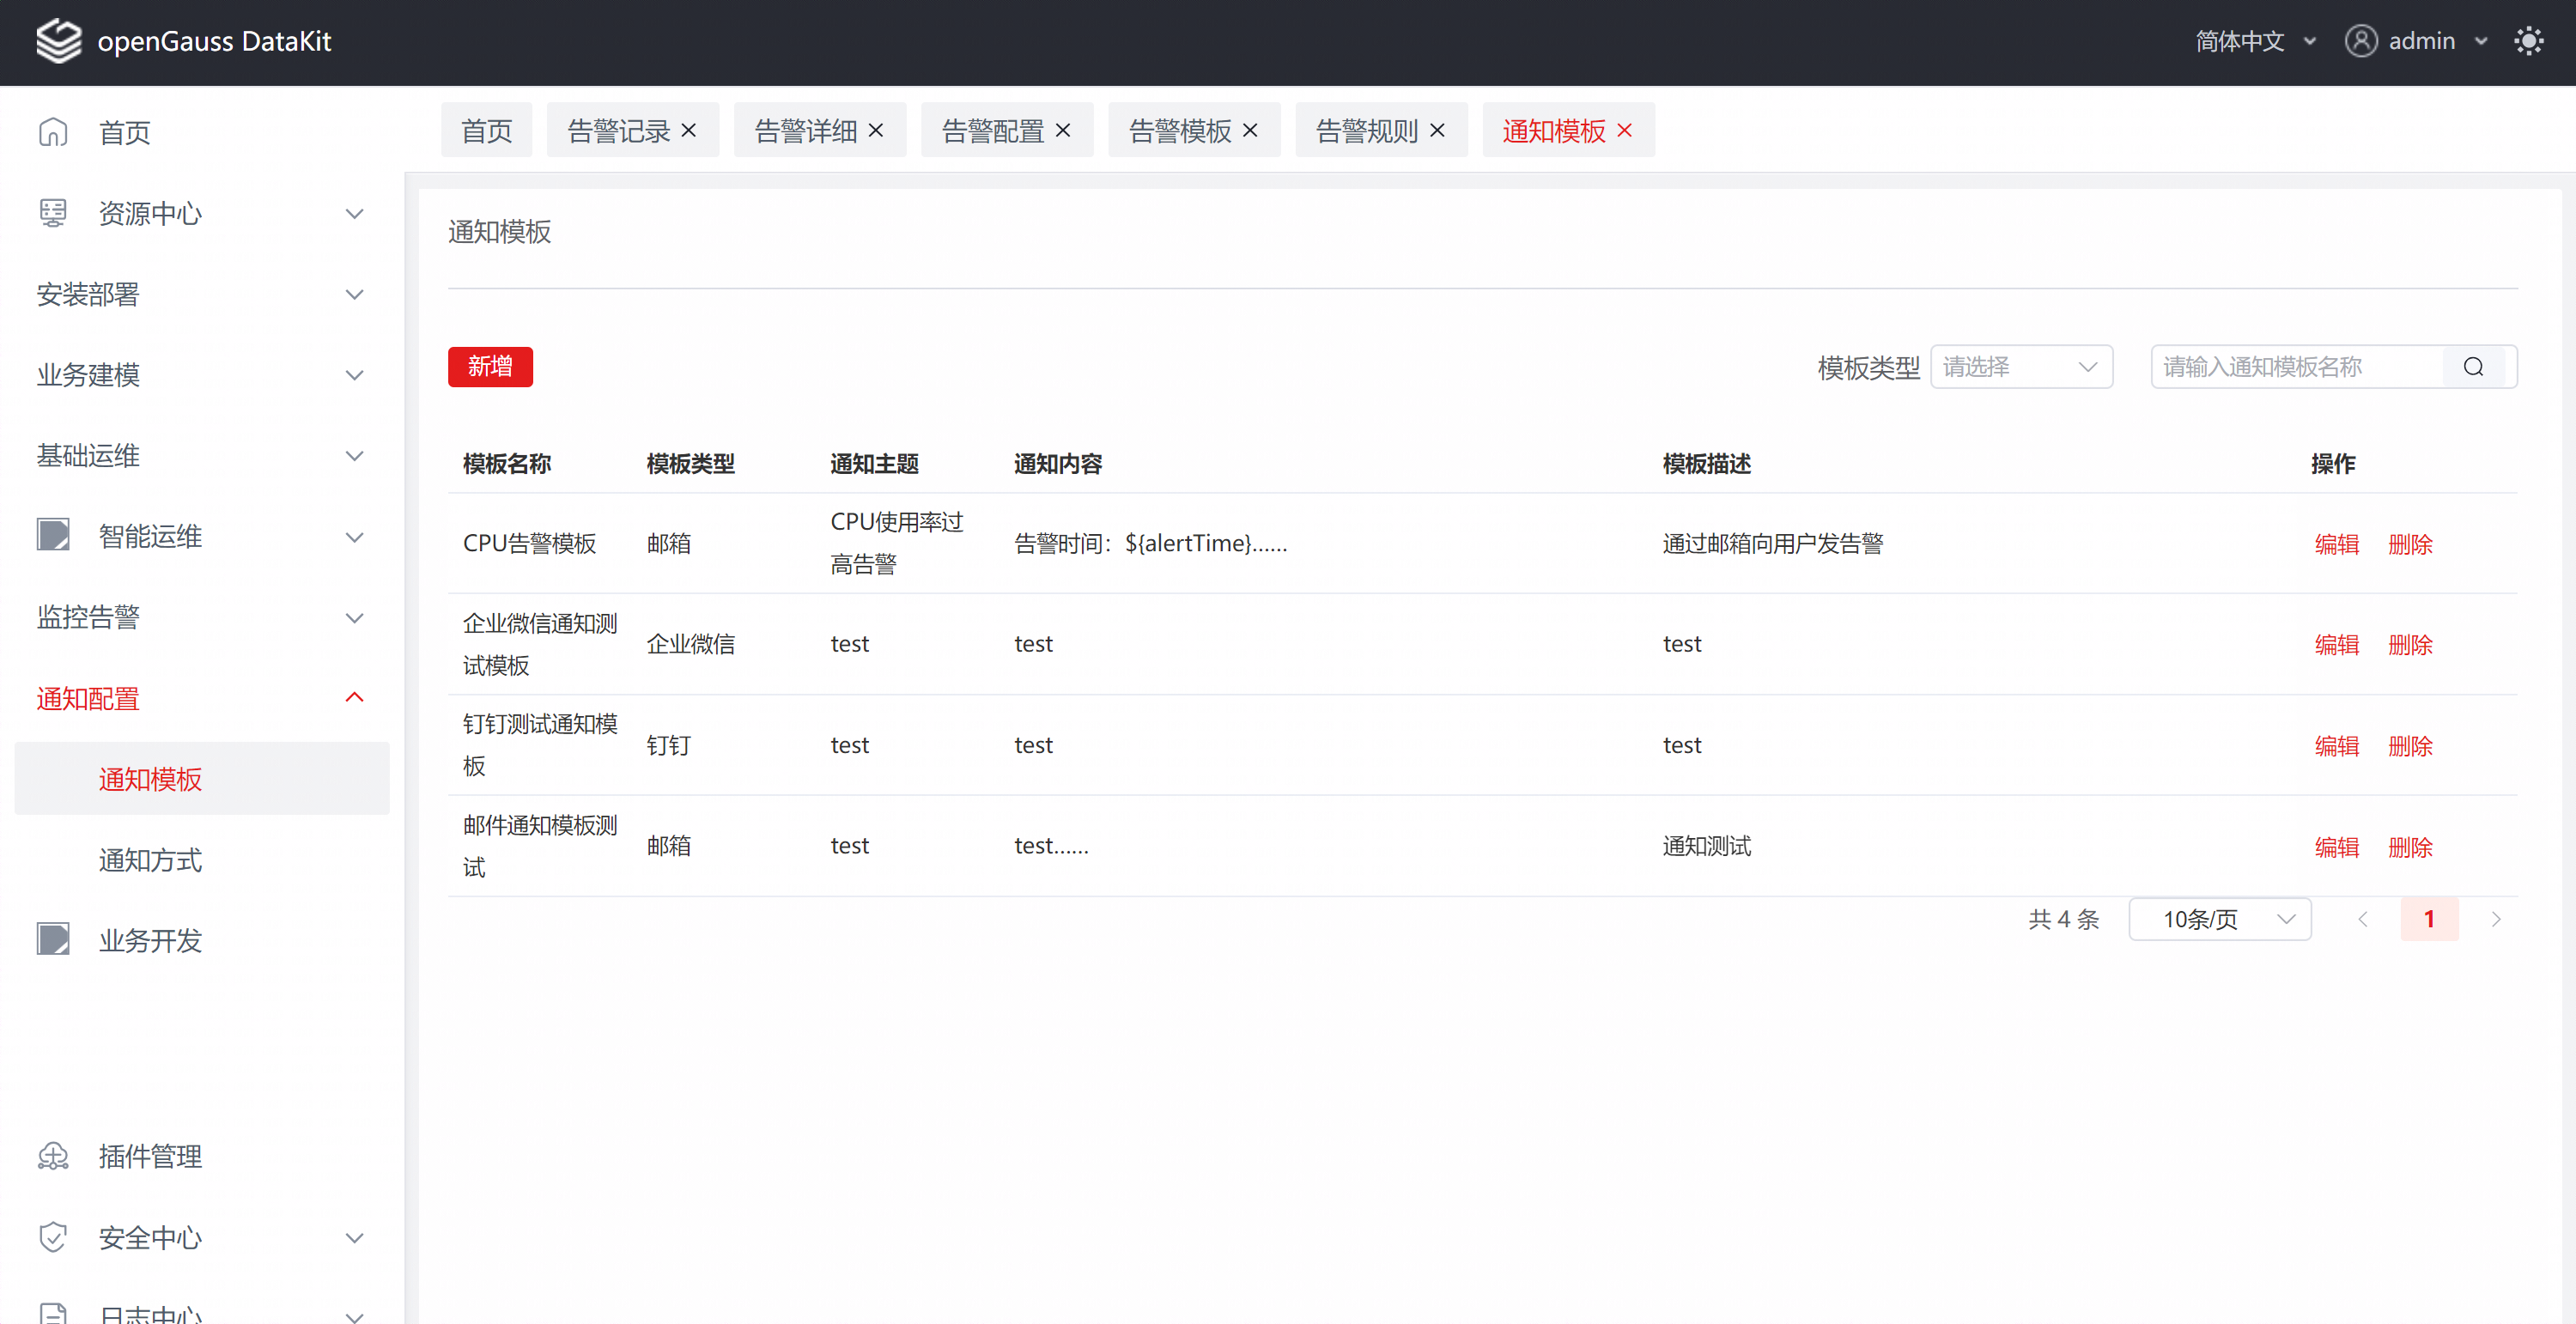 openGauss DataKit
简体中文
admin
首页
资源中心
安装部署
业务建模
基础运维
智能运维
监控告警
通知配置
通知模板
通知方式
业务开发
插件管理
安全中心
日志中心
首页 告警记录 告警详细 告警配置 告警模板 告警规则 通知模板
通知模板
新增 模板类型 请选择 请输入通知模板名称
模板名称 模板类型 通知主题 通知内容 模板描述 操作
CPU告警模板 邮箱 CPU使用率过
高告警 告警时间：${alertTime}...... 通过邮箱向用户发告警 编辑 删除
企业微信通知测
试模板 企业微信 test test test 编辑 删除
钉钉测试通知模
板 钉钉 test test test 编辑 删除
邮件通知模板测
试 邮箱 test test...... 通知测试 编辑 删除
共 4 条 10条/页 1